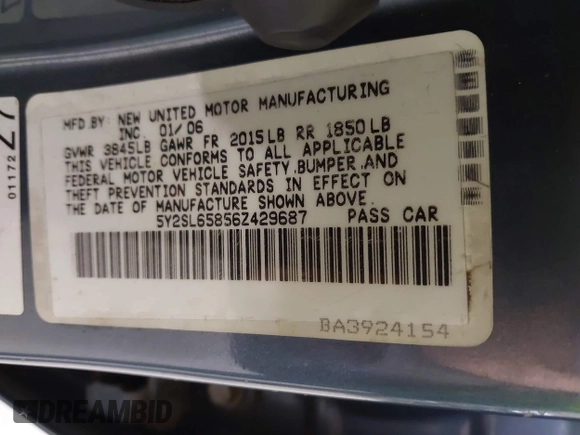 MFD.BY: NEW UNITED MOTOR MANUFACTURING
INC. 01/06
GVWR 3845LB GAWR FR 2015LB RR 1850LB
THIS VEHICLE CONFORMS TO ALL APPLICABLE
FEDERAL MOTOR VEHICLE SAFETY,BUMPER,AND
THEFT PREVENTION STANDARDS IN EFFECT ON
THE DATE OF MANUFACTURE SHOWN ABOVE.
5Y2SL65856Z429687 PASS CAR
BA3924154
01172
27
DREAMBID